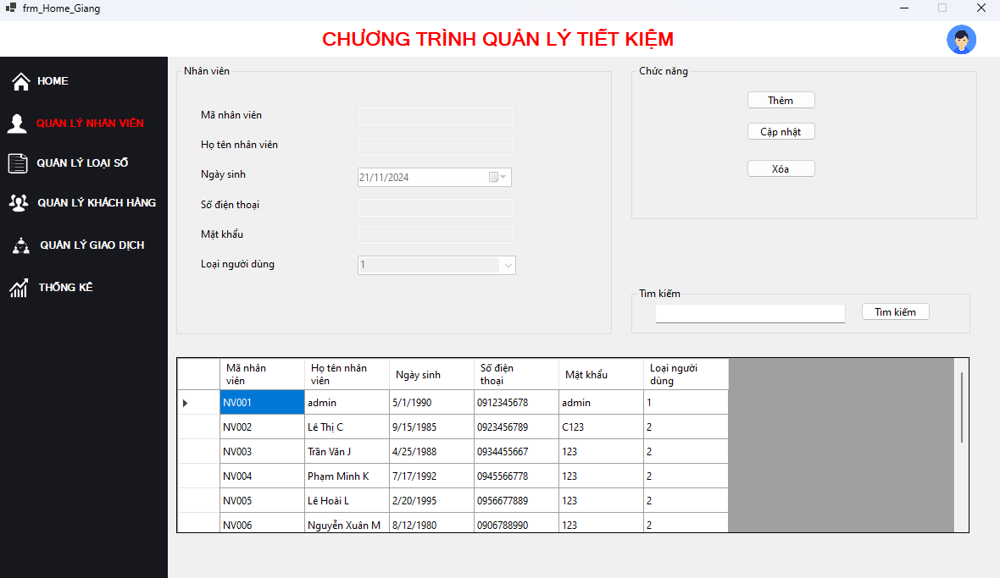 frm_Home_Giang
CHƯƠNG TRÌNH QUẢN LÝ TIẾT KIỆM
HOME
QUẢN LÝ NHÂN VIÊN
QUẢN LÝ LOẠI SỔ
QUẢN LÝ KHÁCH HÀNG
QUẢN LÝ GIAO DỊCH
THỐNG KÊ
Nhân viên
Mã nhân viên
Họ tên nhân viên
Ngày sinh
21/11/2024
Số điện thoại
Mật khẩu
Loại người dùng
1
Chức năng
Thêm
Cập nhật
Xóa
Tìm kiếm
Tìm kiếm
Mã nhân viên Họ tên nhân viên Ngày sinh Số điện thoại Mật khẩu Loại người dùng
NV001 admin 5/1/1990 0912345678 admin 1
NV002 Lê Thị C 9/15/1985 0923456789 C123 2
NV003 Trần Văn J 4/25/1988 0934455667 123 2
NV004 Phạm Minh K 7/17/1992 0945566778 123 2
NV005 Lê Hoài L 2/20/1995 0956677889 123 2
NV006 Nguyễn Xuân M 8/12/1980 0906788990 123 2